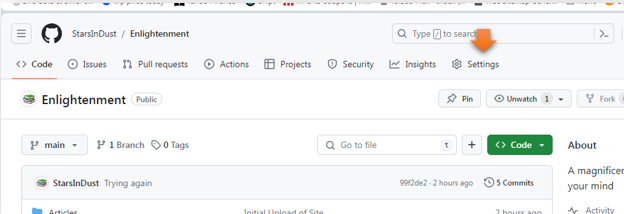 StarsInDust / Enlightenment
Type / to search
Code Issues Pull requests Actions Projects Security Insights Settings
Enlightenment Public Pin Unwatch 1 Fork
main 1 Branch 0 Tags Go to file t + Code About
StarsInDust Trying again 99f2de2 · 2 hours ago 5 Commits
A magnificen
your mind
Articles Initial Upload of Site 2 hours ago
Activity